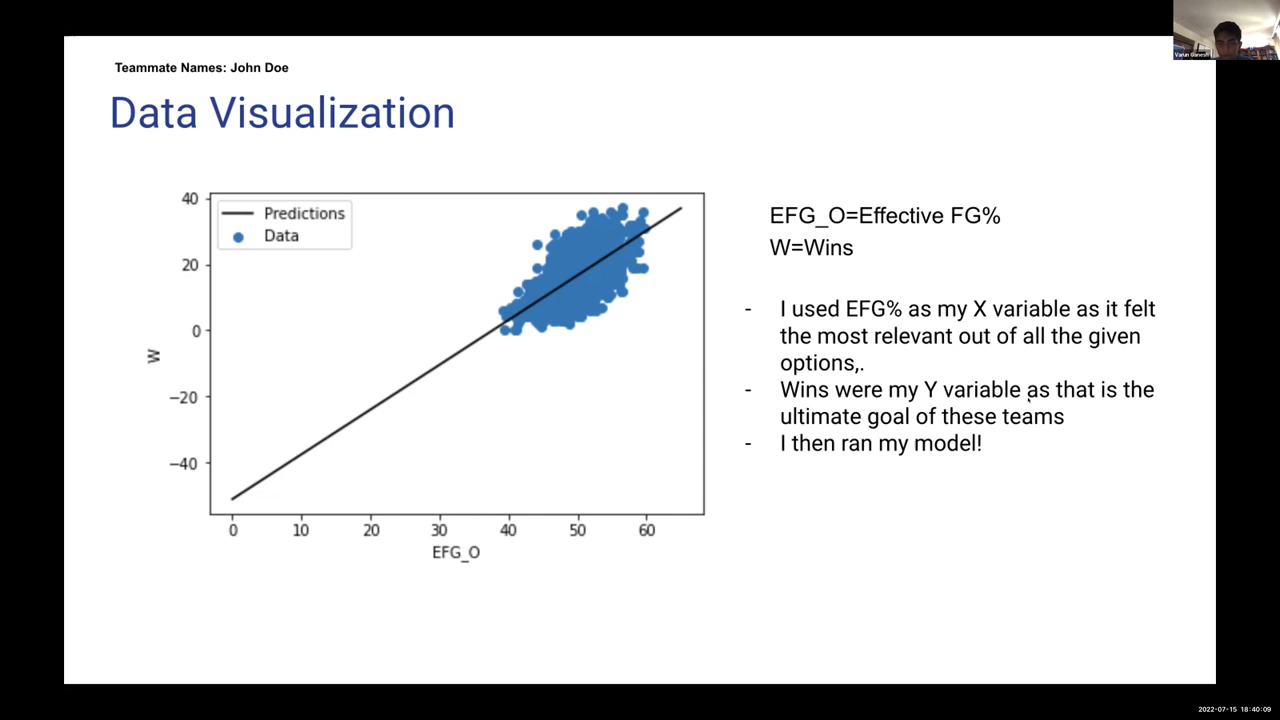 Teammate Names: John Doe
Data Visualization
40
20
0
−20
−40
W
Predictions
Data
0 10 20 30 40 50 60
EFG_O
EFG_O=Effective FG%
W=Wins
- I used EFG% as my X variable as it felt
the most relevant out of all the given
options,.
- Wins were my Y variable as that is the
ultimate goal of these teams
- I then ran my model!
Varun Ganesh
2022-07-15 18:40:09